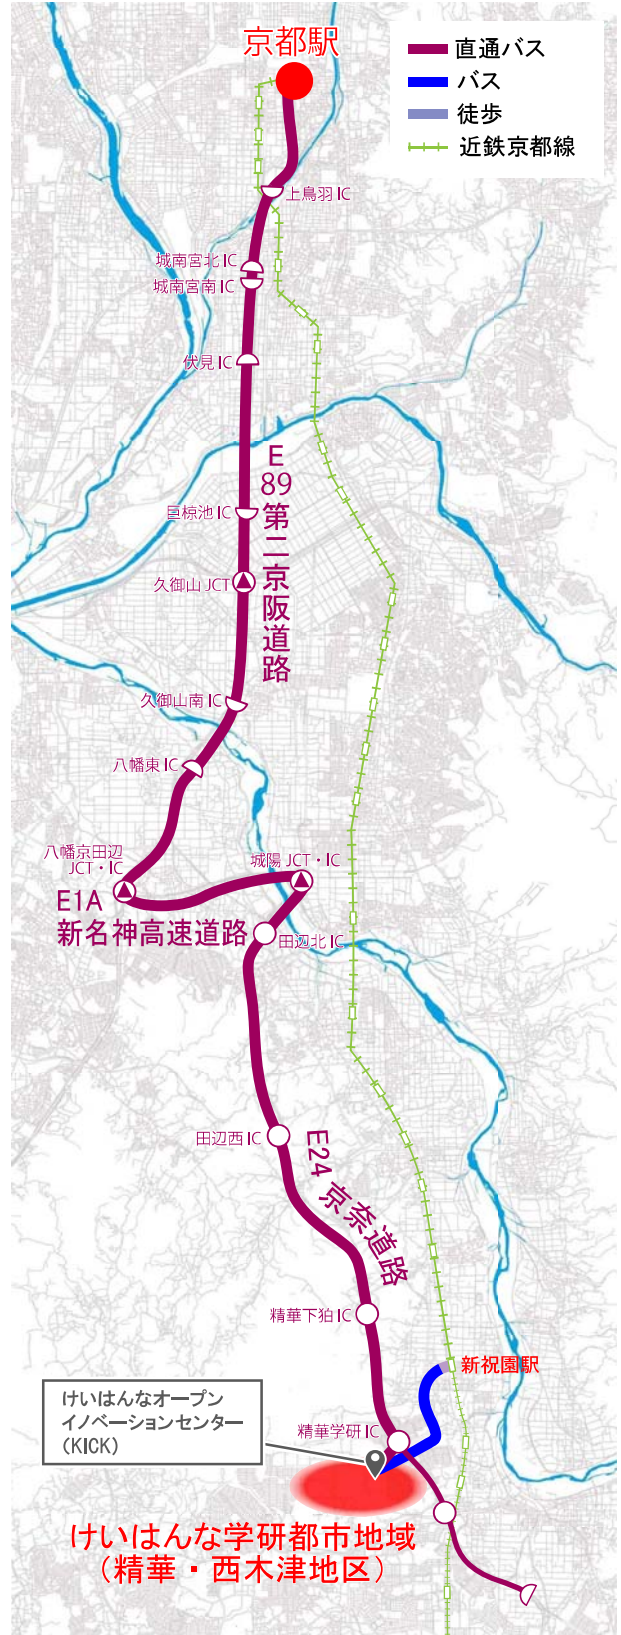 京都駅
直通バス
バス
徒歩
近鉄京都線
上鳥羽 IC
城南宮北 IC
城南宮南 IC
伏見 IC
E
89
第二京阪道路
巨椋池 IC
久御山 JCT
久御山南 IC
八幡東 IC
八幡京田辺
JCT・IC
城陽 JCT・IC
E1A
新名神高速道路
田辺北 IC
田辺西 IC
E24 京奈道路
精華下狛 IC
新祝園駅
けいはんなオープン
イノベーションセンター
(KICK)
精華学研 IC
けいはんな学研都市地域
（精華・西木津地区）